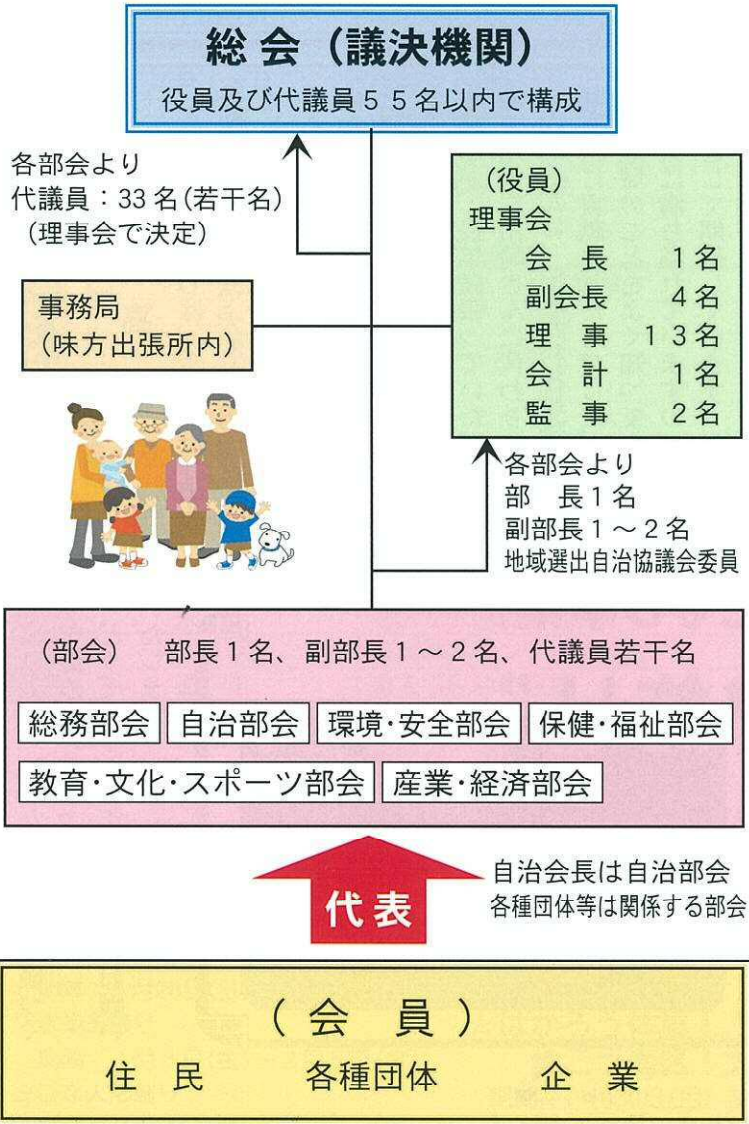 総会(議決機関)
役員及び代議員55名以内で構成
各部会より
代議員:33名(若干名)
(理事会で決定)
(役員)
理事会
会 長 1名
副会長 4名
理 事 13名
会 計 1名
監 事 2名
事務局
(味方出張所内)
各部会より
部 長1名
副部長1~2名
地域選出自治協議会委員
(部会) 部長1名、副部長1~2名、代議員若干名
総務部会 自治部会 環境・安全部会 保健・福祉部会
教育・文化・スポーツ部会 産業・経済部会
代表
自治会長は自治部会
各種団体等は関係する部会
(会 員)
住 民 各種団体 企 業